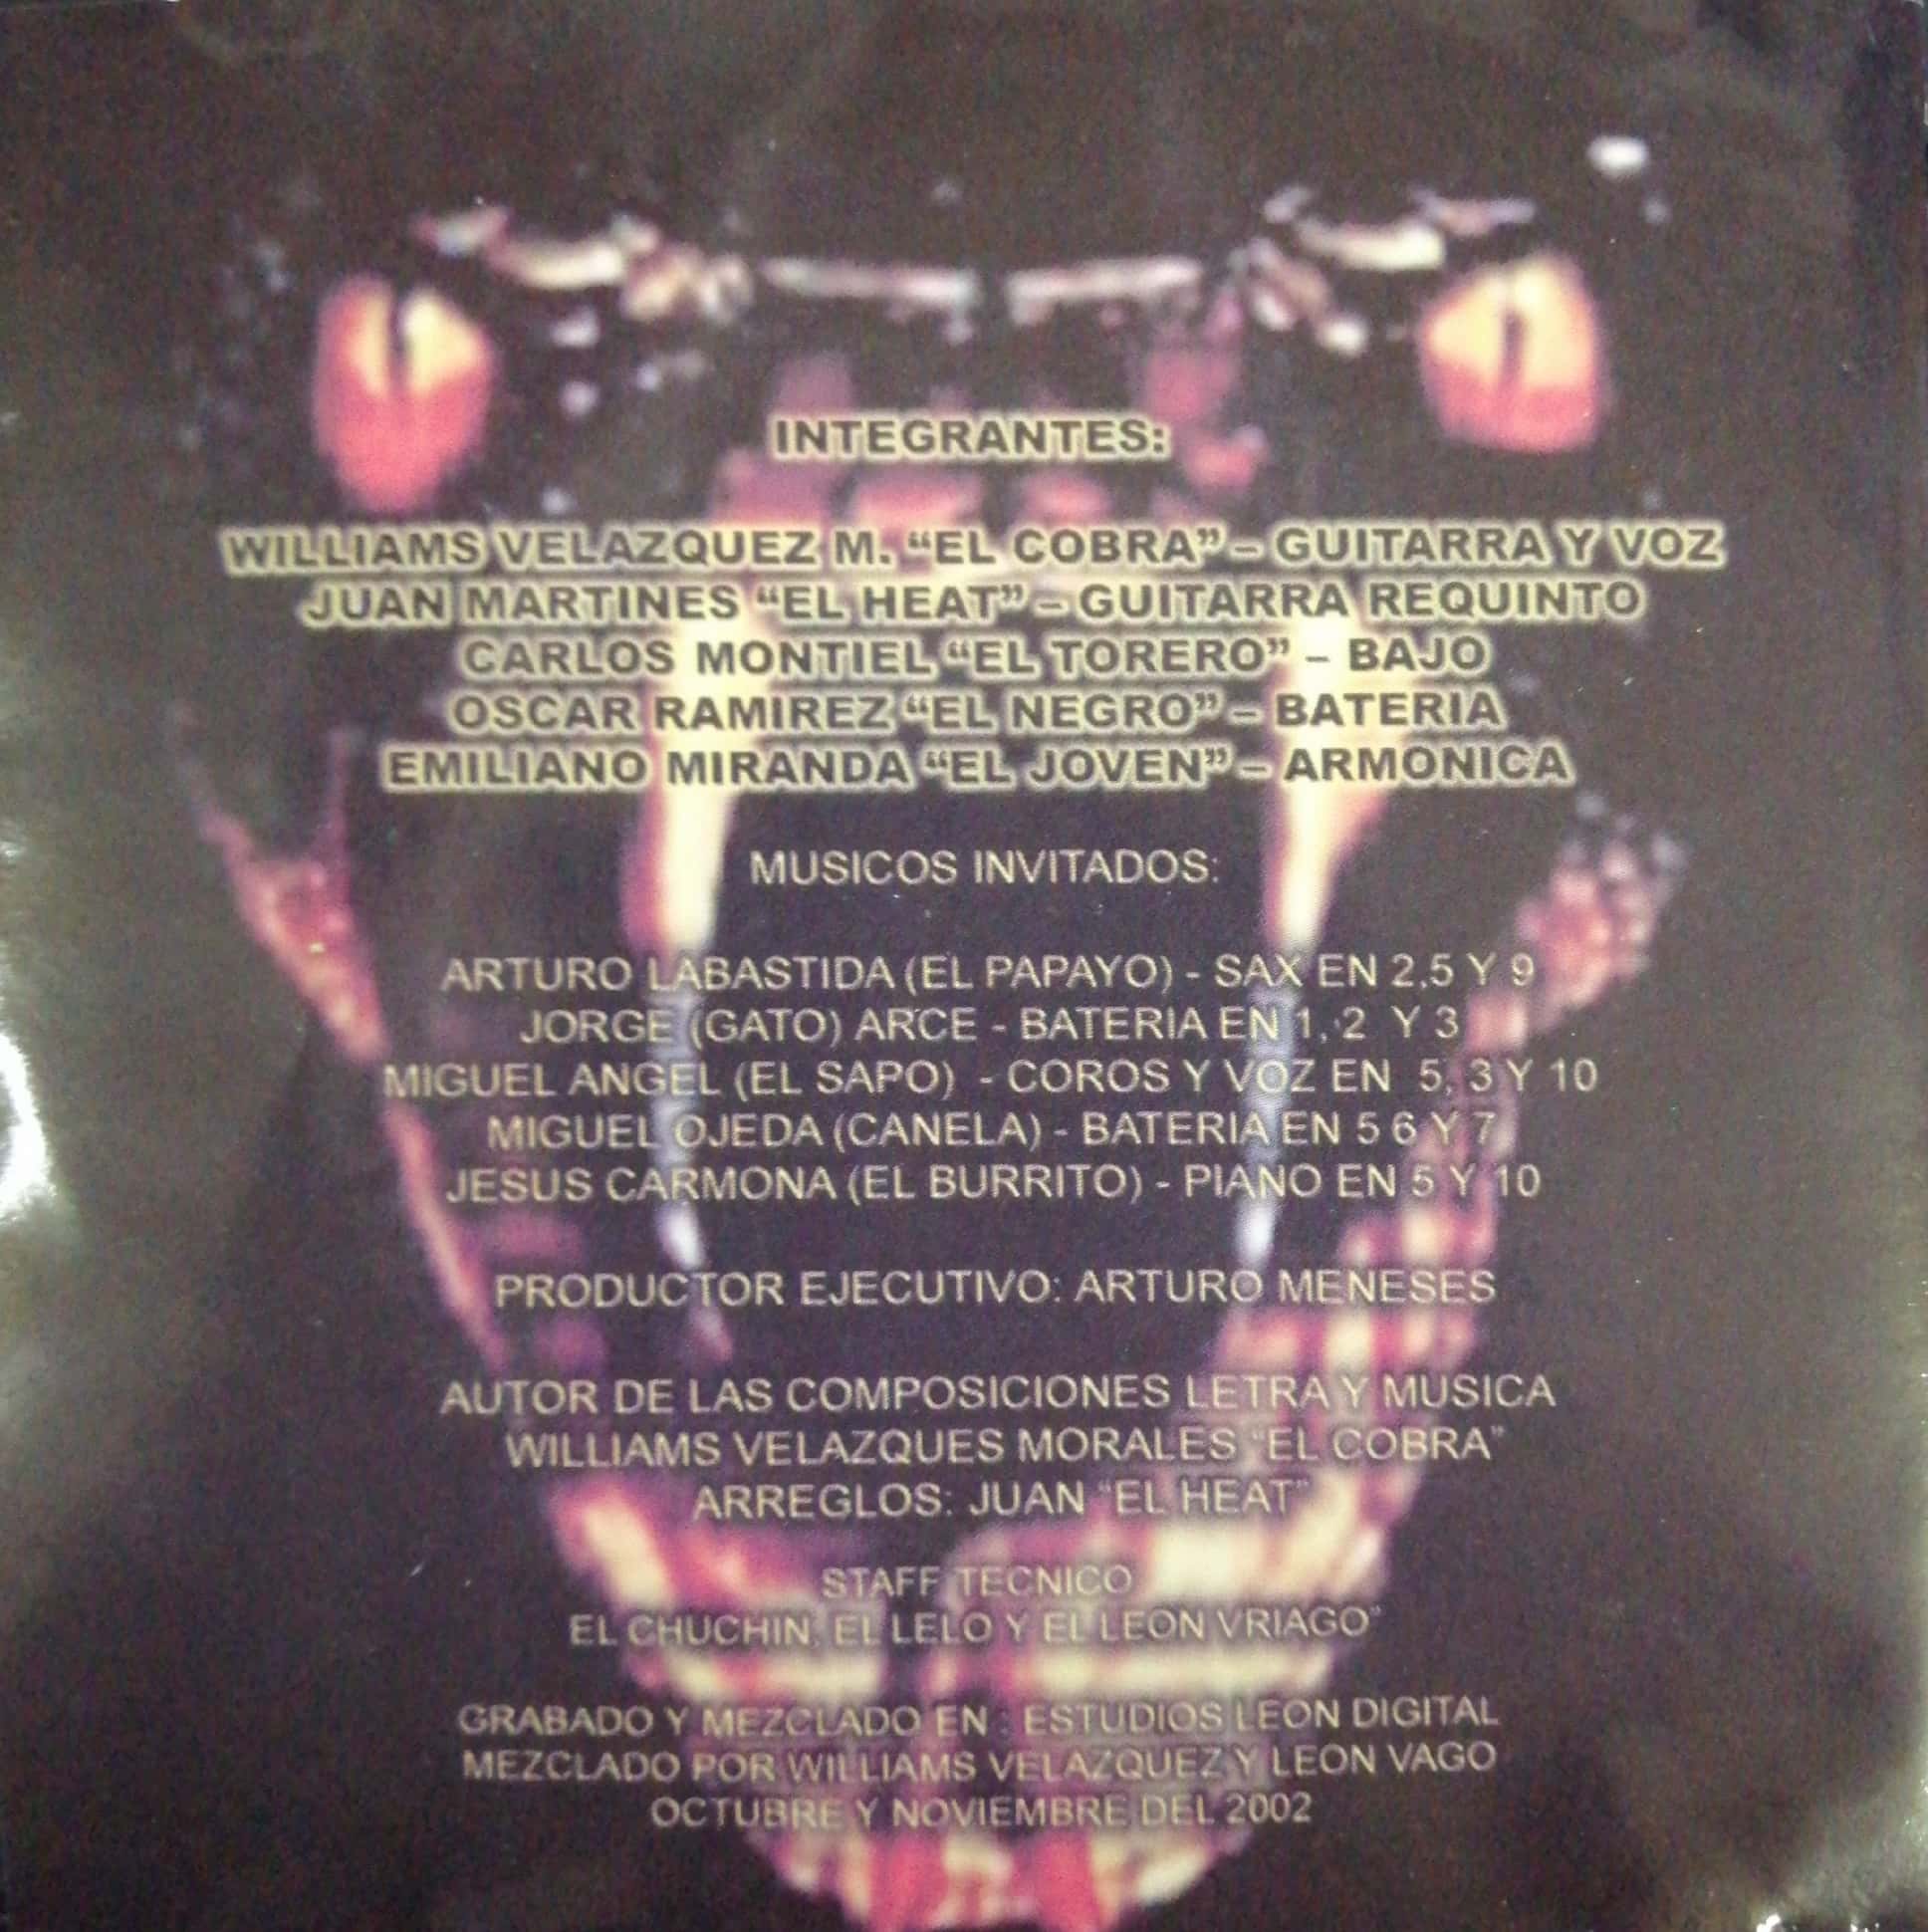 INTEGRANTES:
WILLIAMS VELAZQUEZ M. “EL COBRA” – GUITARRA Y VOZ
JUAN MARTINES “EL HEAT” – GUITARRA REQUINTO
CARLOS MONTIEL “EL TORERO” – BAJO
OSCAR RAMIREZ “EL NEGRO” – BATERIA
EMILIANO MIRANDA “EL JOVEN” – ARMONICA
MUSICOS INVITADOS:
ARTURO LABASTIDA (EL PAPAYO) - SAX EN 2,5 Y 9
JORGE (GATO) ARCE - BATERIA EN 1, 2 Y 3
MIGUEL ANGEL (EL SAPO) - COROS Y VOZ EN 5, 3 Y 10
MIGUEL OJEDA (CANELA) - BATERIA EN 5 6 Y 7
JESUS CARMONA (EL BURRITO) - PIANO EN 5 Y 10
PRODUCTOR EJECUTIVO: ARTURO MENESES
AUTOR DE LAS COMPOSICIONES LETRA Y MUSICA
WILLIAMS VELAZQUES MORALES “EL COBRA”
ARREGLOS: JUAN “EL HEAT”
STAFF TECNICO
EL CHUCHIN, EL LELO Y EL LEON VRIAGO”
GRABADO Y MEZCLADO EN : ESTUDIOS LEON DIGITAL
MEZCLADO POR WILLIAMS VELAZQUEZ Y LEON VAGO
OCTUBRE Y NOVIEMBRE DEL 2002